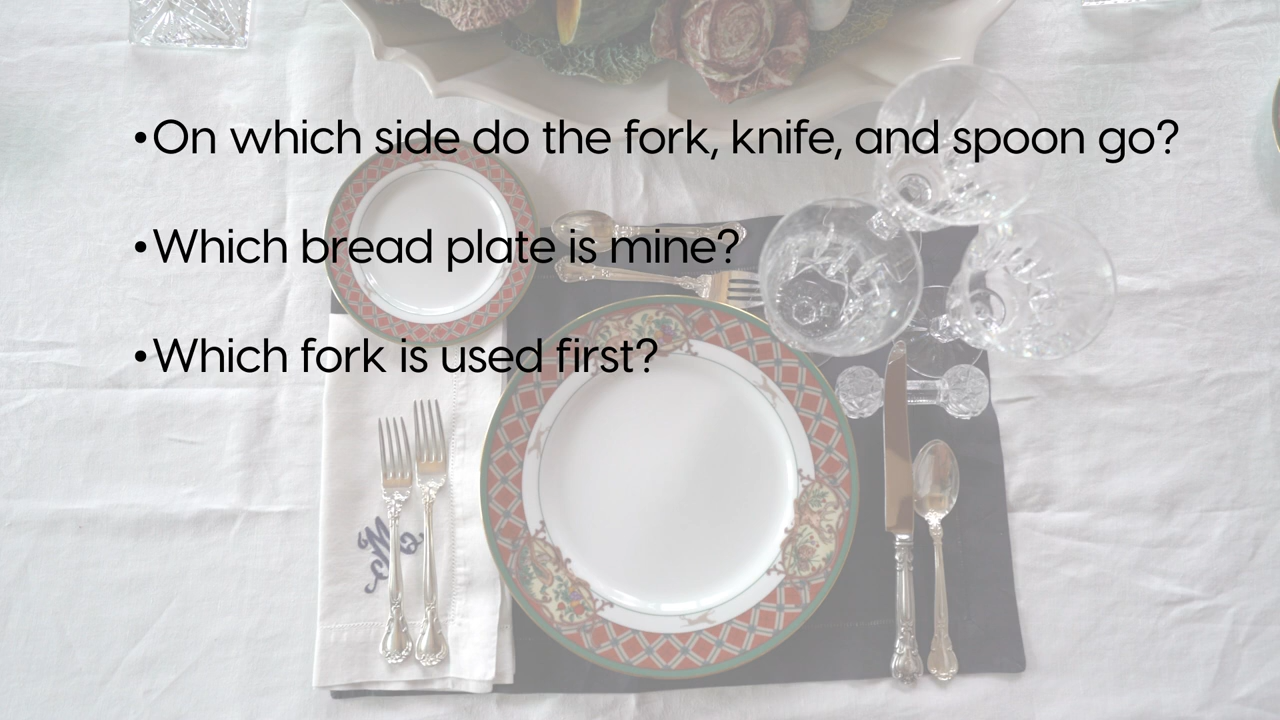 •On which side do the fork, knife, and spoon go?
•Which bread plate is mine?
•Which fork is used first?